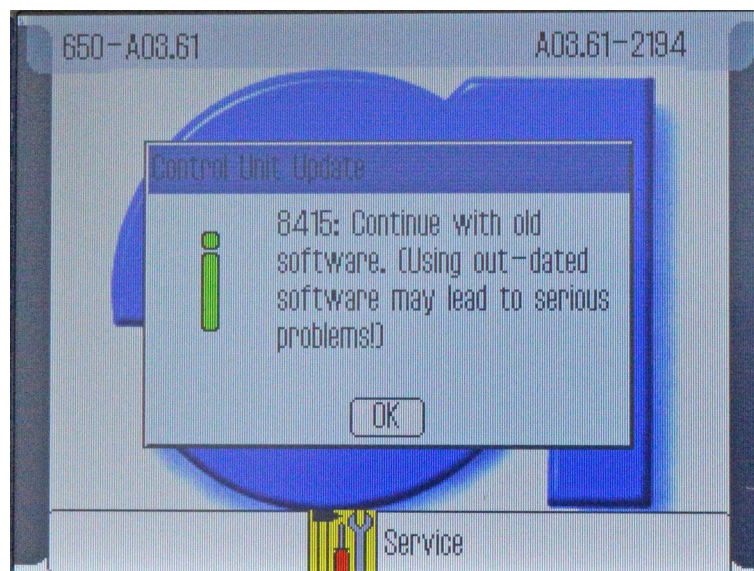 650-A03.61
A03.61-2194
Control Unit Update
8415: Continue with old
software. (Using out-dated
software may lead to serious
problems!)
OK
Service